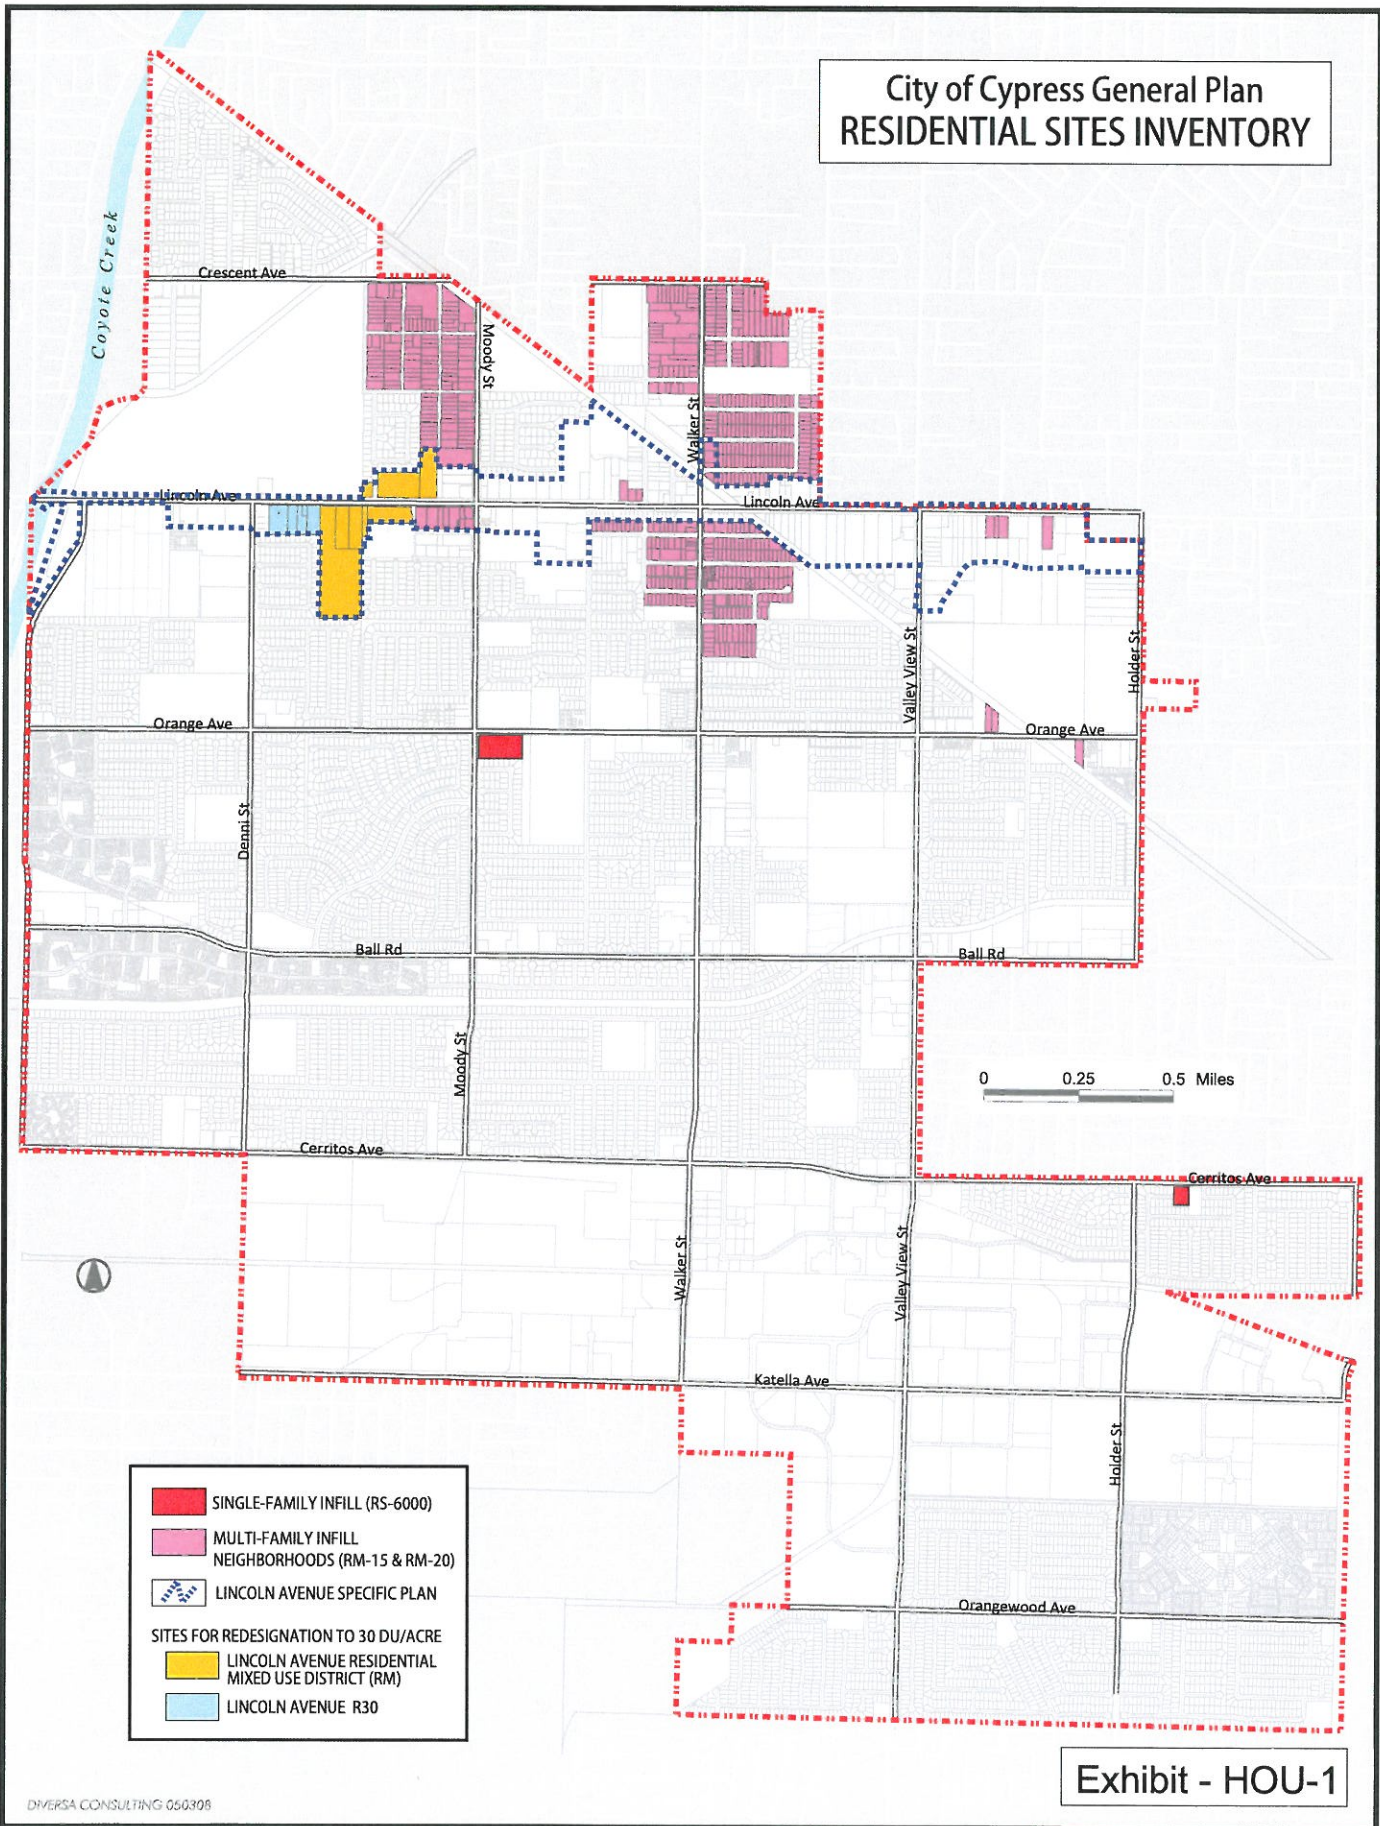 City of Cypress General Plan
RESIDENTIAL SITES INVENTORY
Coyote Creek
Crescent Ave
Moody St
Walker St
Lincoln Ave
Lincoln Ave
Valley View St
Holder St
Orange Ave
Orange Ave
Denni St
Ball Rd
Ball Rd
Moody St
0 0.25 0.5 Miles
Cerritos Ave
Cerritos Ave
Walker St
Valley View St
Katella Ave
Holder St
Orangewood Ave
SINGLE-FAMILY INFILL (RS-6000)
MULTI-FAMILY INFILL
NEIGHBORHOODS (RM-15 & RM-20)
LINCOLN AVENUE SPECIFIC PLAN
SITES FOR REDESIGNATION TO 30 DU/ACRE
LINCOLN AVENUE RESIDENTIAL
MIXED USE DISTRICT (RM)
LINCOLN AVENUE R30
Exhibit - HOU-1
DIVERSA CONSULTING 050308